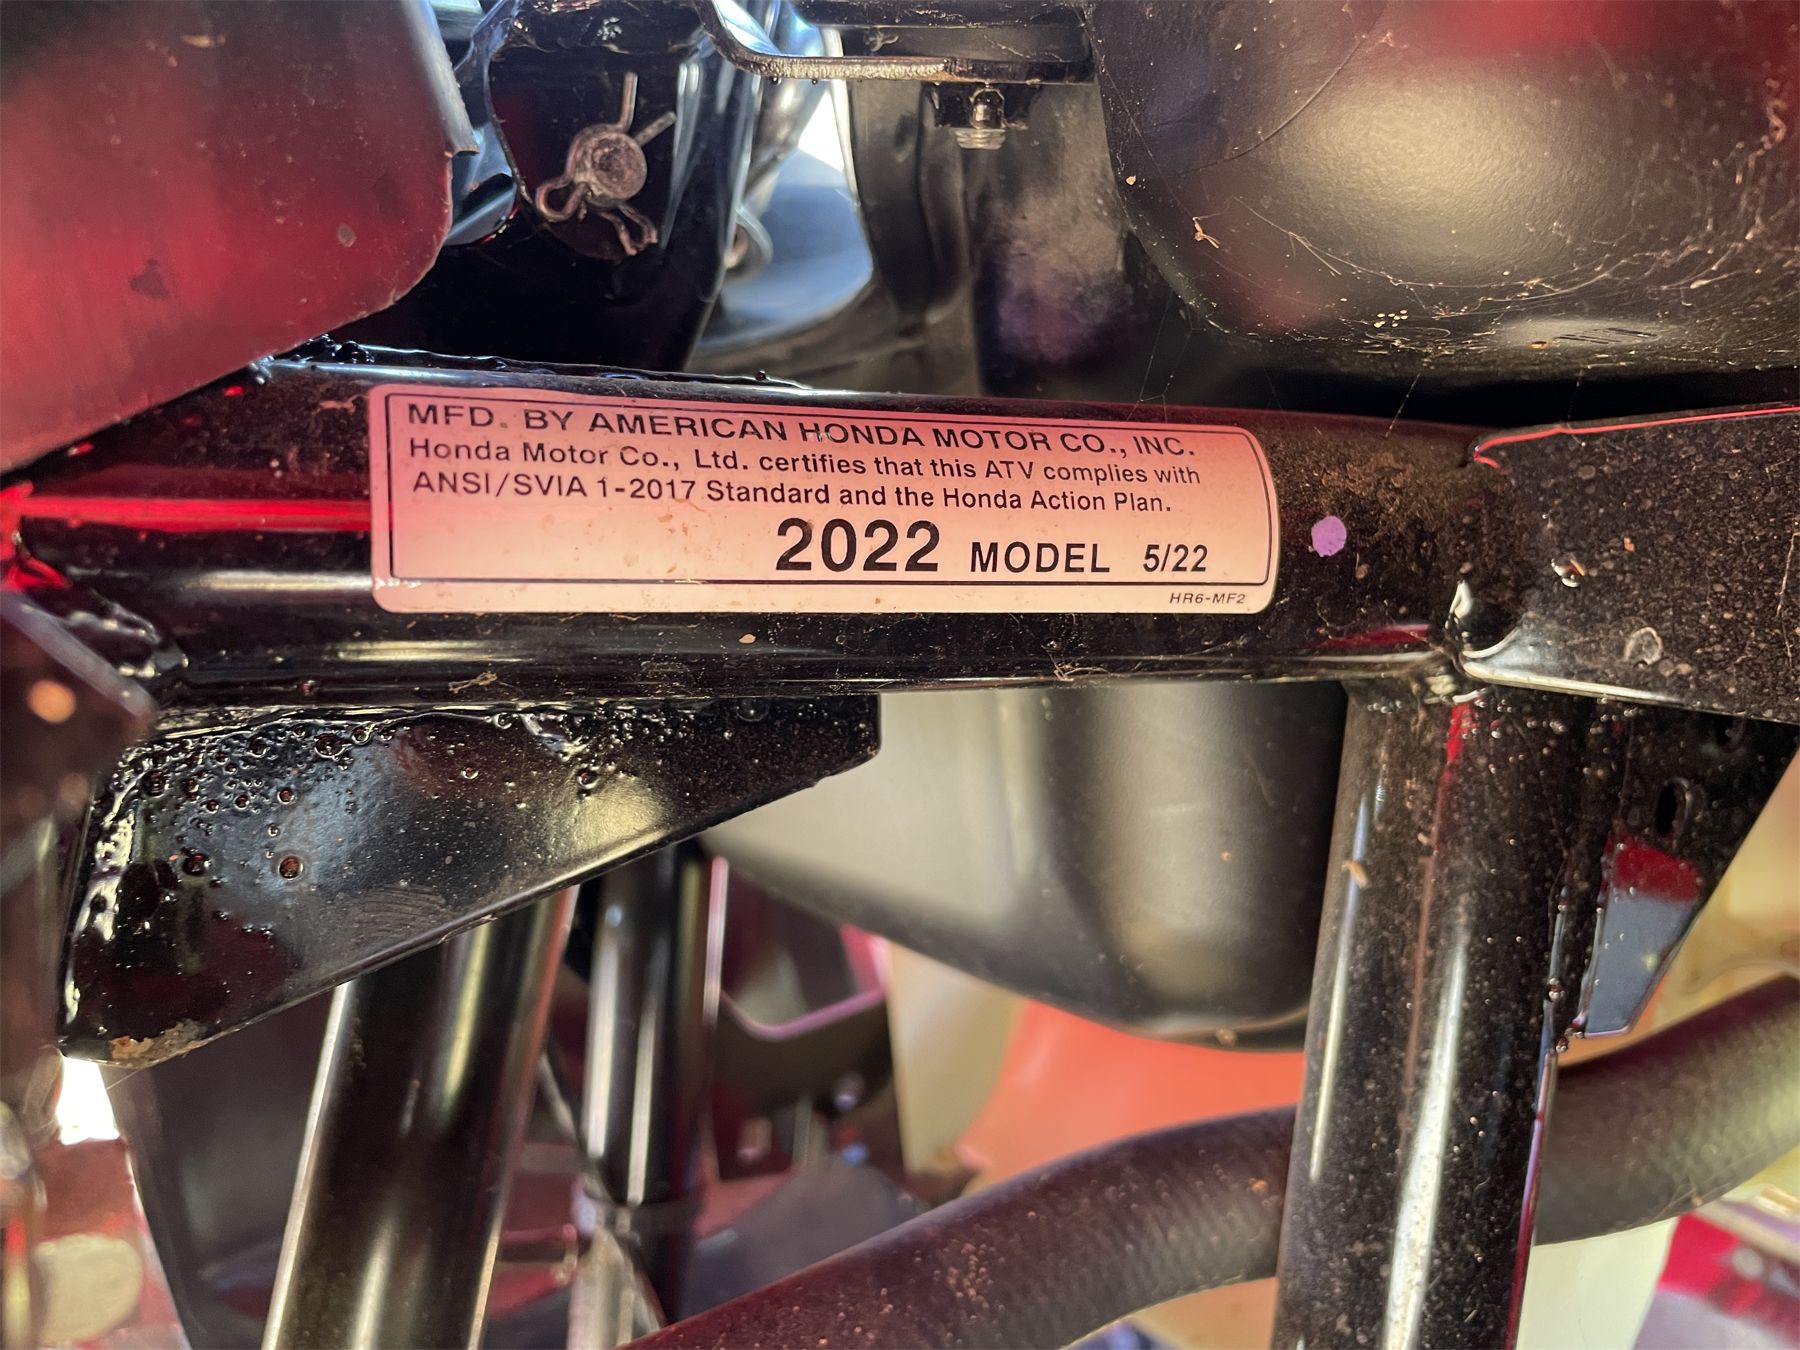 MFD. BY AMERICAN HONDA MOTOR CO., INC.
Honda Motor Co., Ltd. certifies that this ATV complies with
ANSI/SVIA 1-2017 Standard and the Honda Action Plan.
2022 MODEL 5/22
HR6-MF2